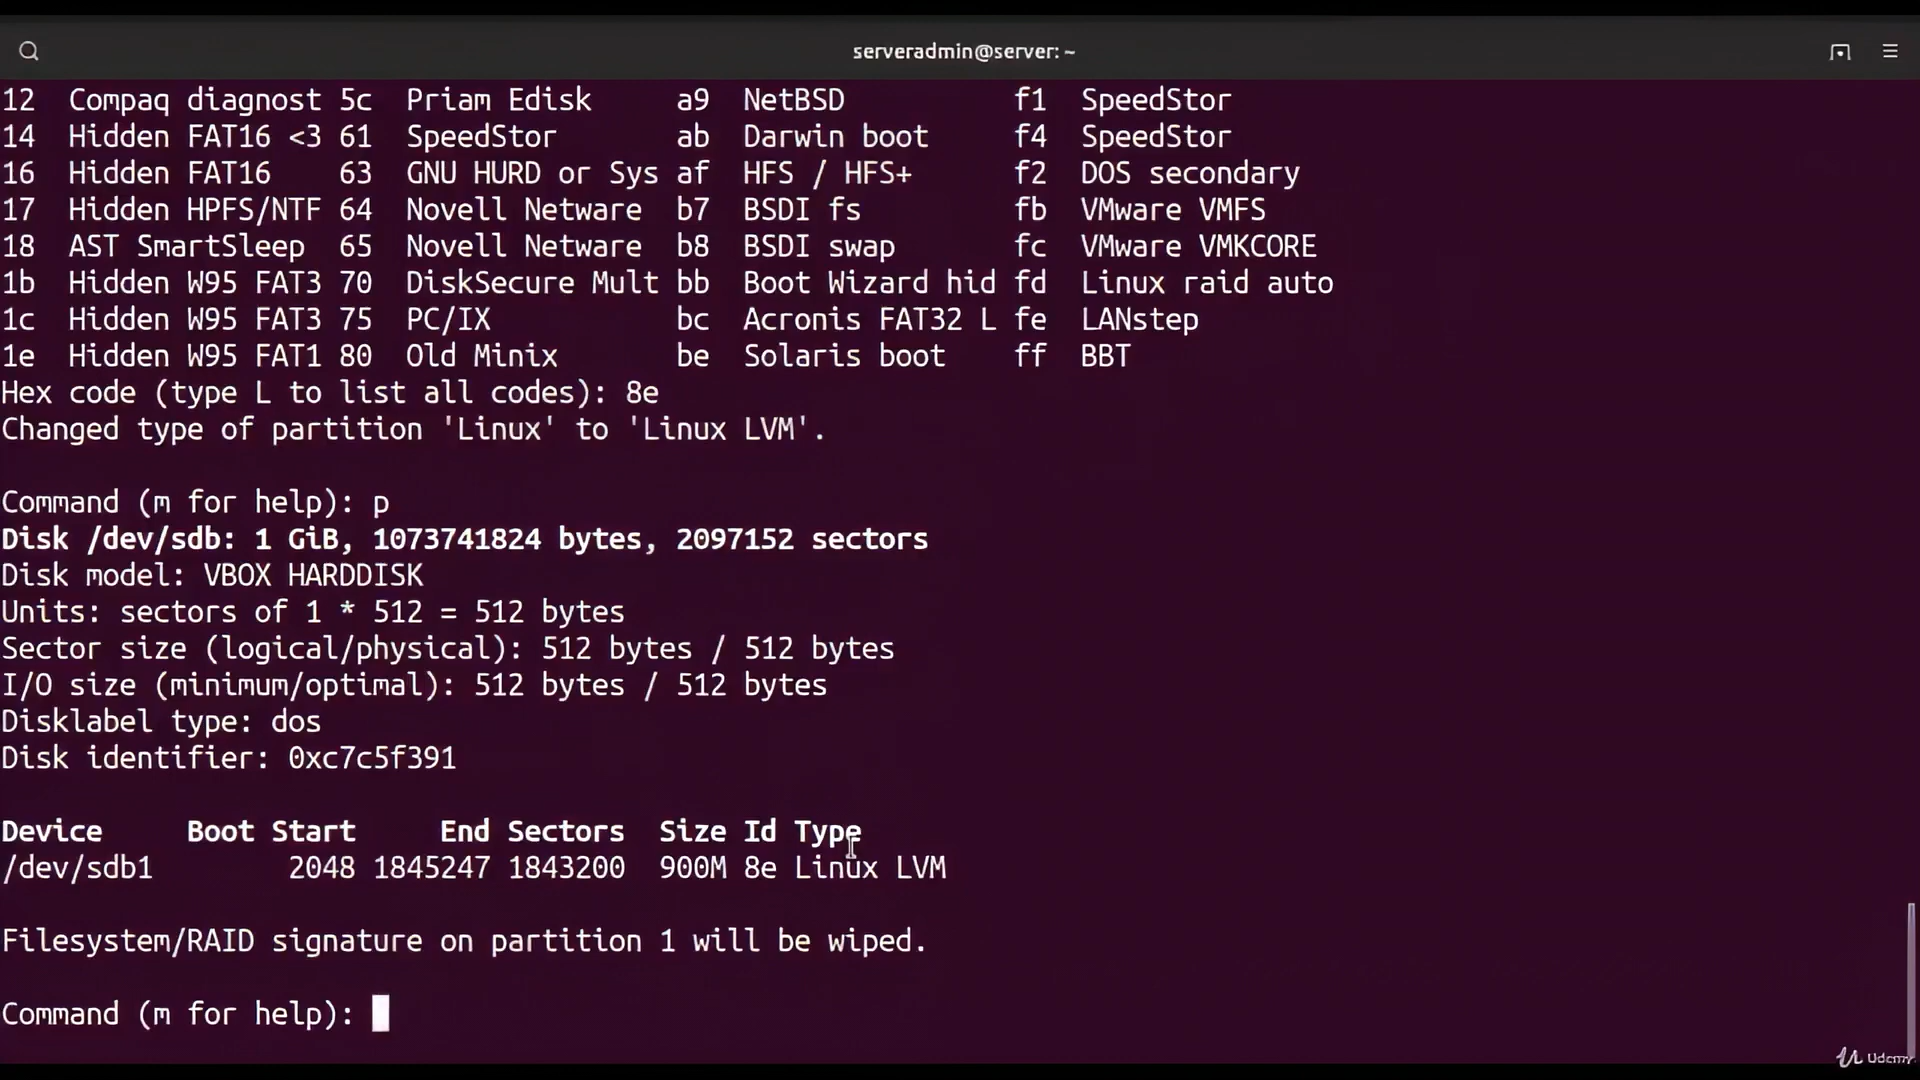 serveradmin@server: ~
12  Compaq diagnost 5c  Priam Edisk     a9  NetBSD          f1  SpeedStor
14  Hidden FAT16 <3 61  SpeedStor       ab  Darwin boot     f4  SpeedStor
16  Hidden FAT16    63  GNU HURD or Sys af  HFS / HFS+      f2  DOS secondary
17  Hidden HPFS/NTF 64  Novell Netware  b7  BSDI fs         fb  VMware VMFS
18  AST SmartSleep  65  Novell Netware  b8  BSDI swap       fc  VMware VMKCORE
1b  Hidden W95 FAT3 70  DiskSecure Mult bb  Boot Wizard hid fd  Linux raid auto
1c  Hidden W95 FAT3 75  PC/IX           bc  Acronis FAT32 L fe  LANstep
1e  Hidden W95 FAT1 80  Old Minix       be  Solaris boot    ff  BBT
Hex code (type L to list all codes): 8e
Changed type of partition 'Linux' to 'Linux LVM'.
Command (m for help): p
Disk /dev/sdb: 1 GiB, 1073741824 bytes, 2097152 sectors
Disk model: VBOX HARDDISK
Units: sectors of 1 * 512 = 512 bytes
Sector size (logical/physical): 512 bytes / 512 bytes
I/O size (minimum/optimal): 512 bytes / 512 bytes
Disklabel type: dos
Disk identifier: 0xc7c5f391
Device     Boot Start     End Sectors  Size Id Type
/dev/sdb1        2048 1845247 1843200  900M 8e Linux LVM
Filesystem/RAID signature on partition 1 will be wiped.
Command (m for help):
Udemy